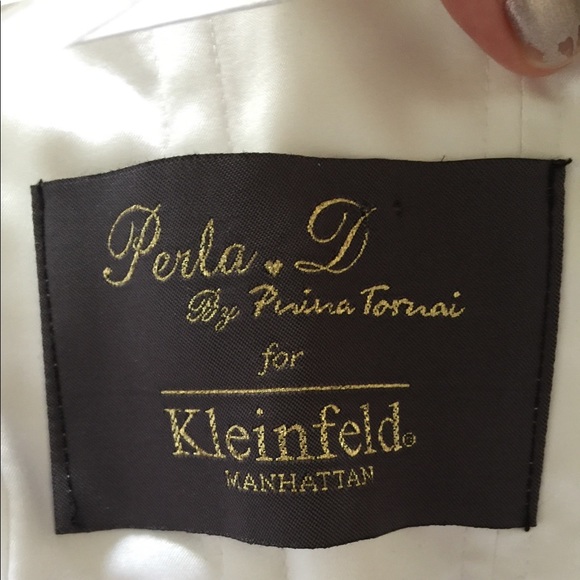 Perla ♥ D
By Pnina Tornai
for
Kleinfeld®
MANHATTAN